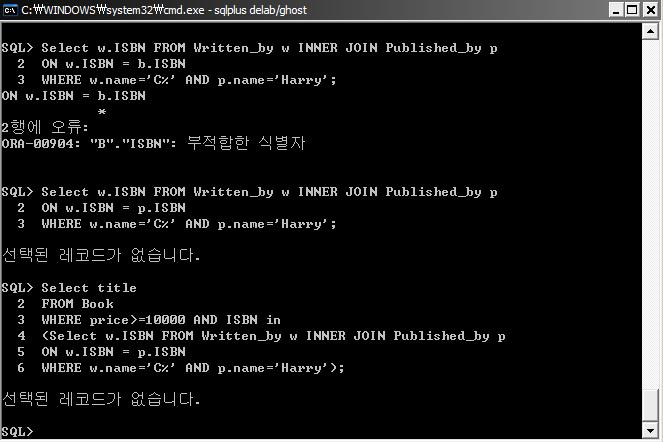 C:₩WINDOWS₩system32₩cmd.exe - sqlplus delab/ghost
SQL> Select w.ISBN FROM Written_by w INNER JOIN Published_by p
2 ON w.ISBN = b.ISBN
3 WHERE w.name='C%' AND p.name='Harry';
ON w.ISBN = b.ISBN
*
2행에 오류:
ORA-00904: "B"."ISBN": 부적합한 식별자
SQL> Select w.ISBN FROM Written_by w INNER JOIN Published_by p
2 ON w.ISBN = p.ISBN
3 WHERE w.name='C%' AND p.name='Harry';
선택된 레코드가 없습니다.
SQL> Select title
2 FROM Book
3 WHERE price>=10000 AND ISBN in
4 (Select w.ISBN FROM Written_by w INNER JOIN Published_by p
5 ON w.ISBN = p.ISBN
6 WHERE w.name='C%' AND p.name='Harry');
선택된 레코드가 없습니다.
SQL>